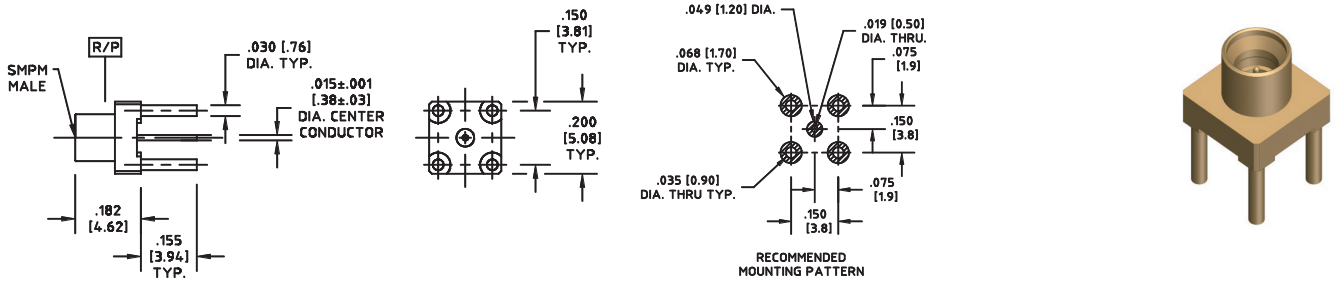 R/P
SMPM
MALE
.030 [.76]
DIA. TYP.
.015±.001
[.38±.03]
DIA. CENTER
CONDUCTOR
.182
[4.62]
.155
[3.94]
TYP.
.150
[3.81]
TYP.
.200
[5.08]
TYP.
.049 [1.20] DIA.
.019 [0.50]
DIA. THRU.
.068 [1.70]
DIA. TYP.
.075
[1.9]
.150
[3.8]
.035 [0.90]
DIA. THRU TYP.
.075
[1.9]
.150
[3.8]
RECOMMENDED
MOUNTING PATTERN